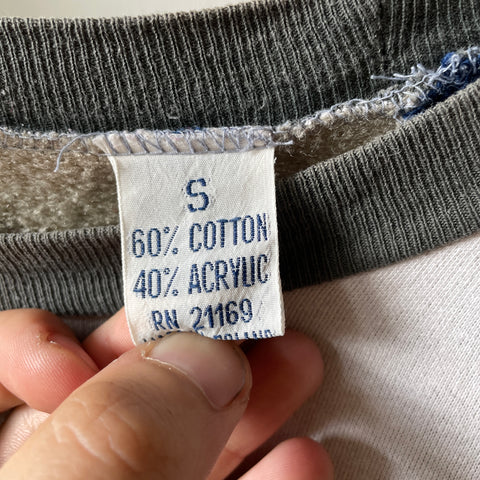 S
60% COTTON
40% ACRYLIC
RN 21169